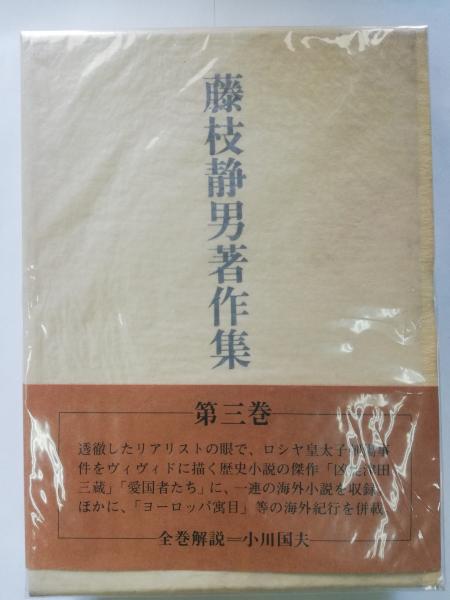 藤枝静男著作集
第三巻
透徹したリアリストの眼で、ロシヤ皇太子
件をヴィヴィドに描く歴史小説の傑作「凶徒津田
三蔵」「愛国者たち」に、一連の海外小説を収録。
ほかに、「ヨーロッパ寓目」等の海外紀行を併載
全巻解説=小川国夫